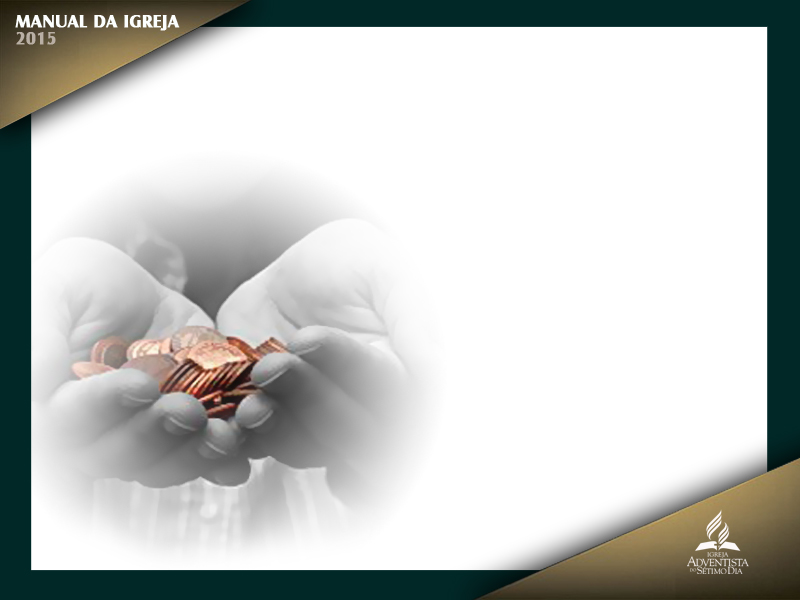 MANUAL DA IGREJA
2015
IGREJA
ADVENTISTA
DO SÉTIMO DIA